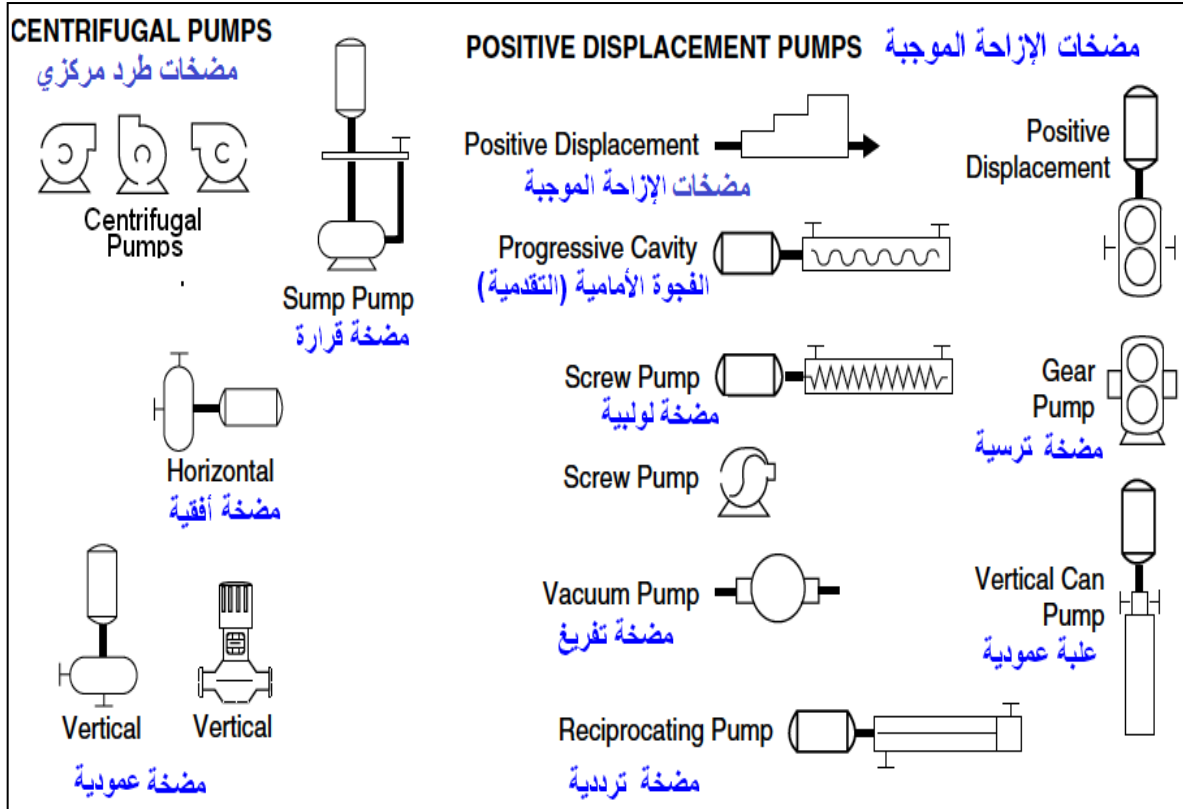 CENTRIFUGAL PUMPS
مضخات طرد مركزي
Centrifugal
Pumps
Sump Pump
مضخة قرارة
Horizontal
مضخة أفقية
Vertical
Vertical
مضخة عمودية
POSITIVE DISPLACEMENT PUMPS مضخات الإزاحة الموجبة
Positive Displacement
مضخات الإزاحة الموجبة
Progressive Cavity
الفجوة الأمامية (التقدمية)
Screw Pump
مضخة لولبية
Screw Pump
Vacuum Pump
مضخة تفريغ
Reciprocating Pump
مضخة ترددية
Positive
Displacement
Gear
Pump
مضخة ترسية
Vertical Can
Pump
علبة عمودية